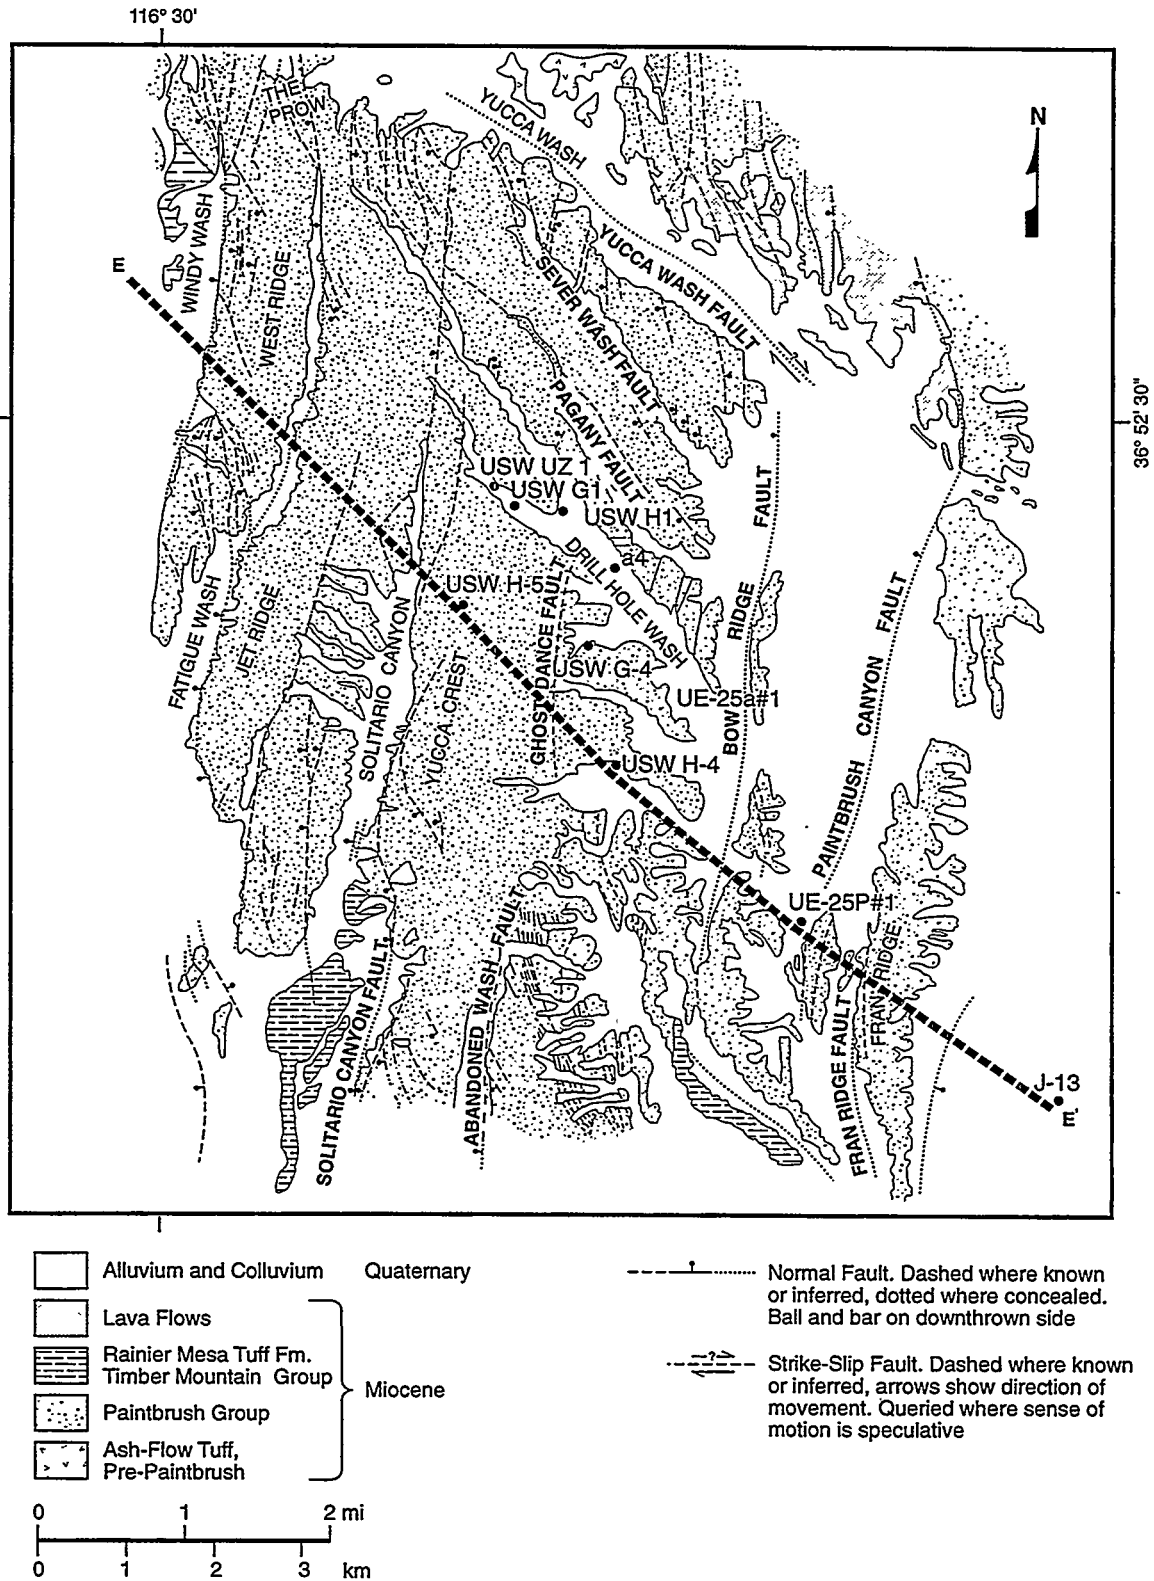 116° 30'
THE
PROW
YUCCA WASH
N
WINDY WASH
E
WEST RIDGE
YUCCA WASH FAULT
SEVER WASH FAULT
36° 52' 30"
PAGANY FAULT
USW UZ 1
USW G1
USW H1
FAULT
DRILL HOLE WASH
a4
USW H-5
FATIGUE WASH
JET RIDGE
SOLITARIO CANYON
YUCCA CREST
GHOST DANCE FAULT
USW G-4
UE-25a#1
BOW
RIDGE
PAINTBRUSH CANYON FAULT
USW H-4
UE-25P#1
FRAN RIDGE
ABANDONED WASH FAULT
SOLITARIO CANYON FAULT
FRAN RIDGE FAULT
J-13
E'
Alluvium and Colluvium Quaternary
Lava Flows
Rainier Mesa Tuff Fm.
Timber Mountain Group
Miocene
Paintbrush Group
Ash-Flow Tuff,
Pre-Paintbrush
Normal Fault. Dashed where known
or inferred, dotted where concealed.
Ball and bar on downthrown side
?
Strike-Slip Fault. Dashed where known
or inferred, arrows show direction of
movement. Queried where sense of
motion is speculative
0 1 2 mi
0 1 2 3 km